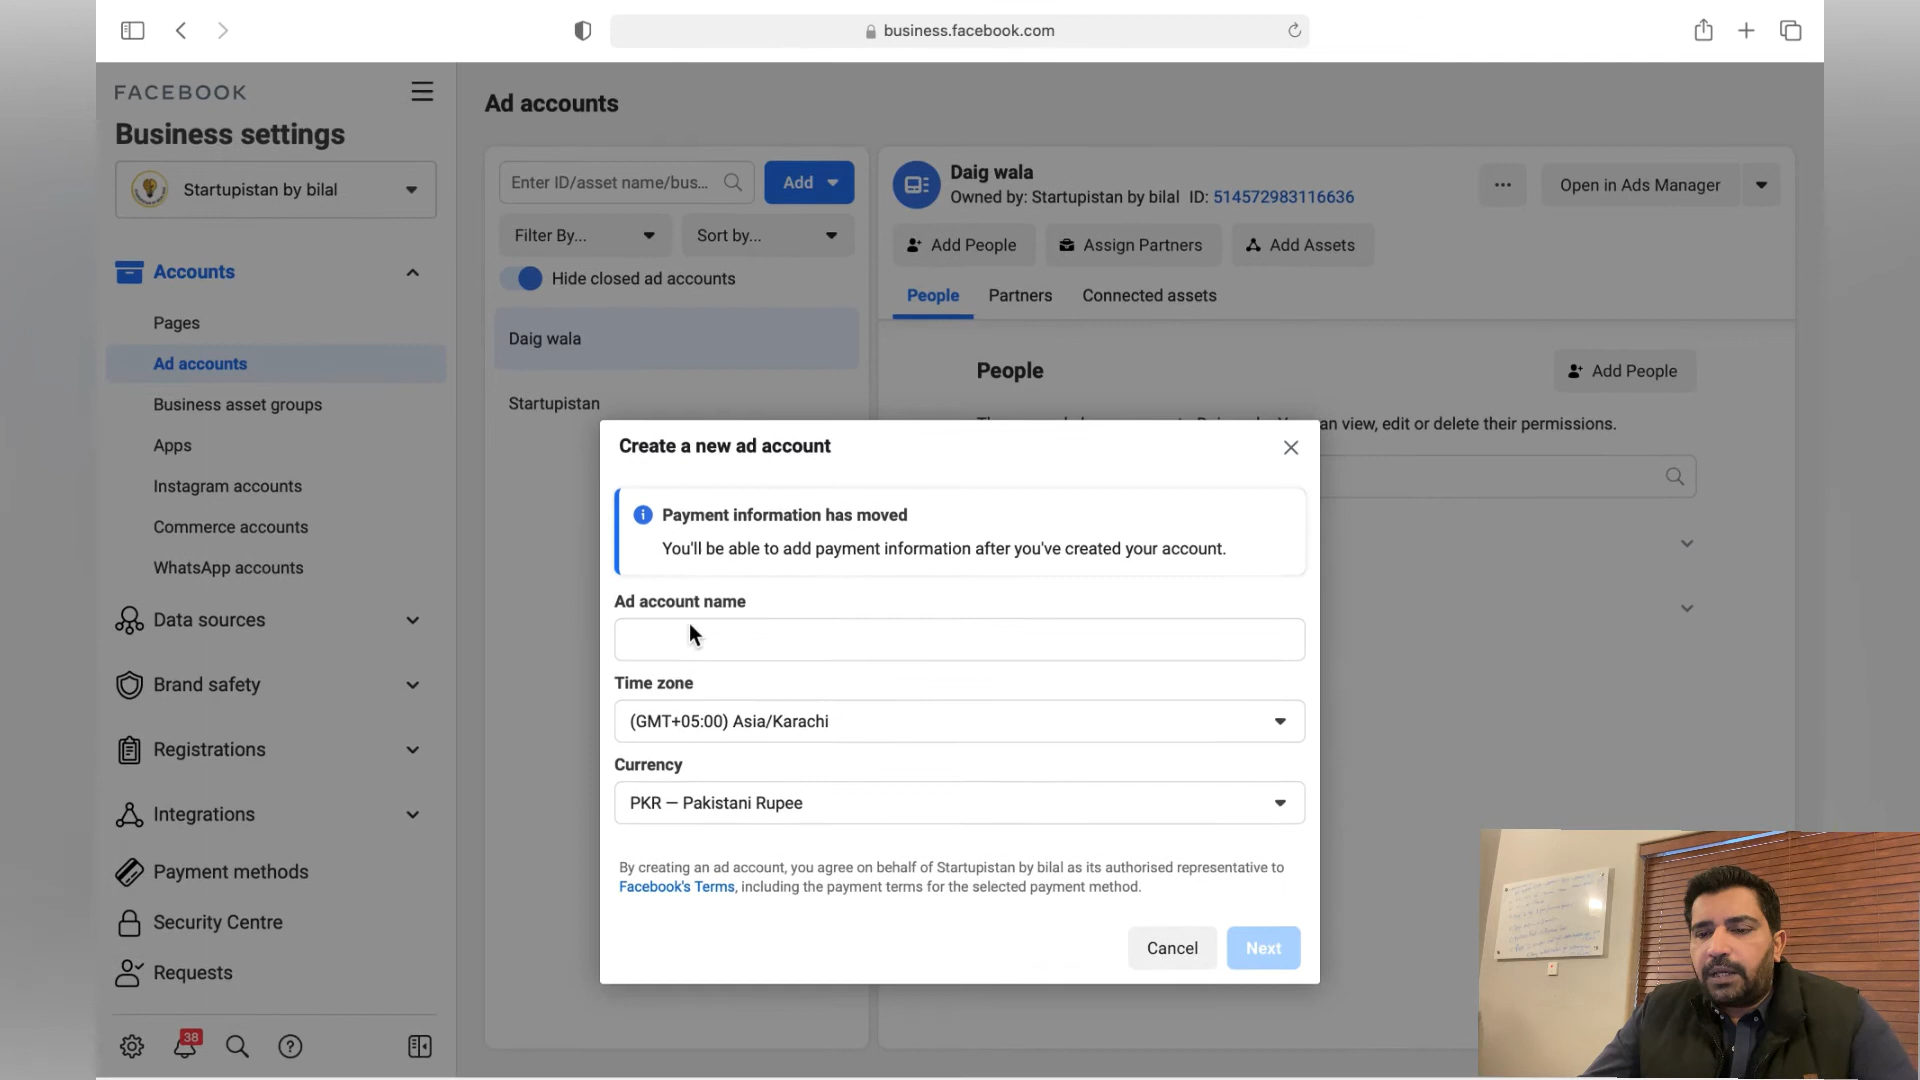 business.facebook.com
FACEBOOK
Business settings
Startupistan by bilal
Accounts
Pages
Ad accounts
Business asset groups
Apps
Instagram accounts
Commerce accounts
WhatsApp accounts
Data sources
Brand safety
Registrations
Integrations
Payment methods
Security Centre
Requests
38
Ad accounts
Enter ID/asset name/bus...
Add
Filter By...
Sort by...
Hide closed ad accounts
Daig wala
Startupistan
Daig wala
Owned by: Startupistan by bilal ID: 514572983116636
Open in Ads Manager
Add People
Assign Partners
Add Assets
People
Partners
Connected assets
People
Add People
an view, edit or delete their permissions.
Create a new ad account
Payment information has moved
You'll be able to add payment information after you've created your account.
Ad account name
Time zone
(GMT+05:00) Asia/Karachi
Currency
PKR — Pakistani Rupee
By creating an ad account, you agree on behalf of Startupistan by bilal as its authorised representative to
Facebook's Terms, including the payment terms for the selected payment method.
Cancel
Next